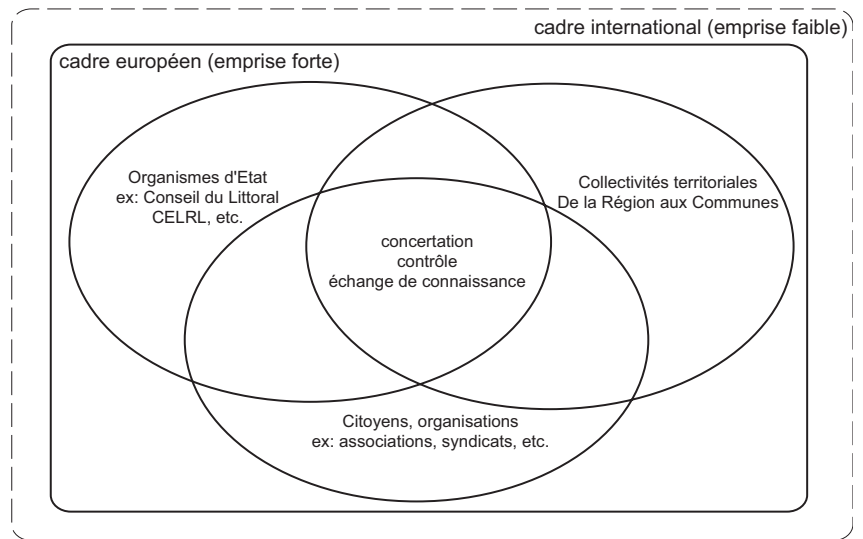 cadre international (emprise faible)
cadre européen (emprise forte)
Organismes d'Etat
ex: Conseil du Littoral
CELRL, etc.
Collectivités territoriales
De la Région aux Communes
concertation
contrôle
échange de connaissance
Citoyens, organisations
ex: associations, syndicats, etc.